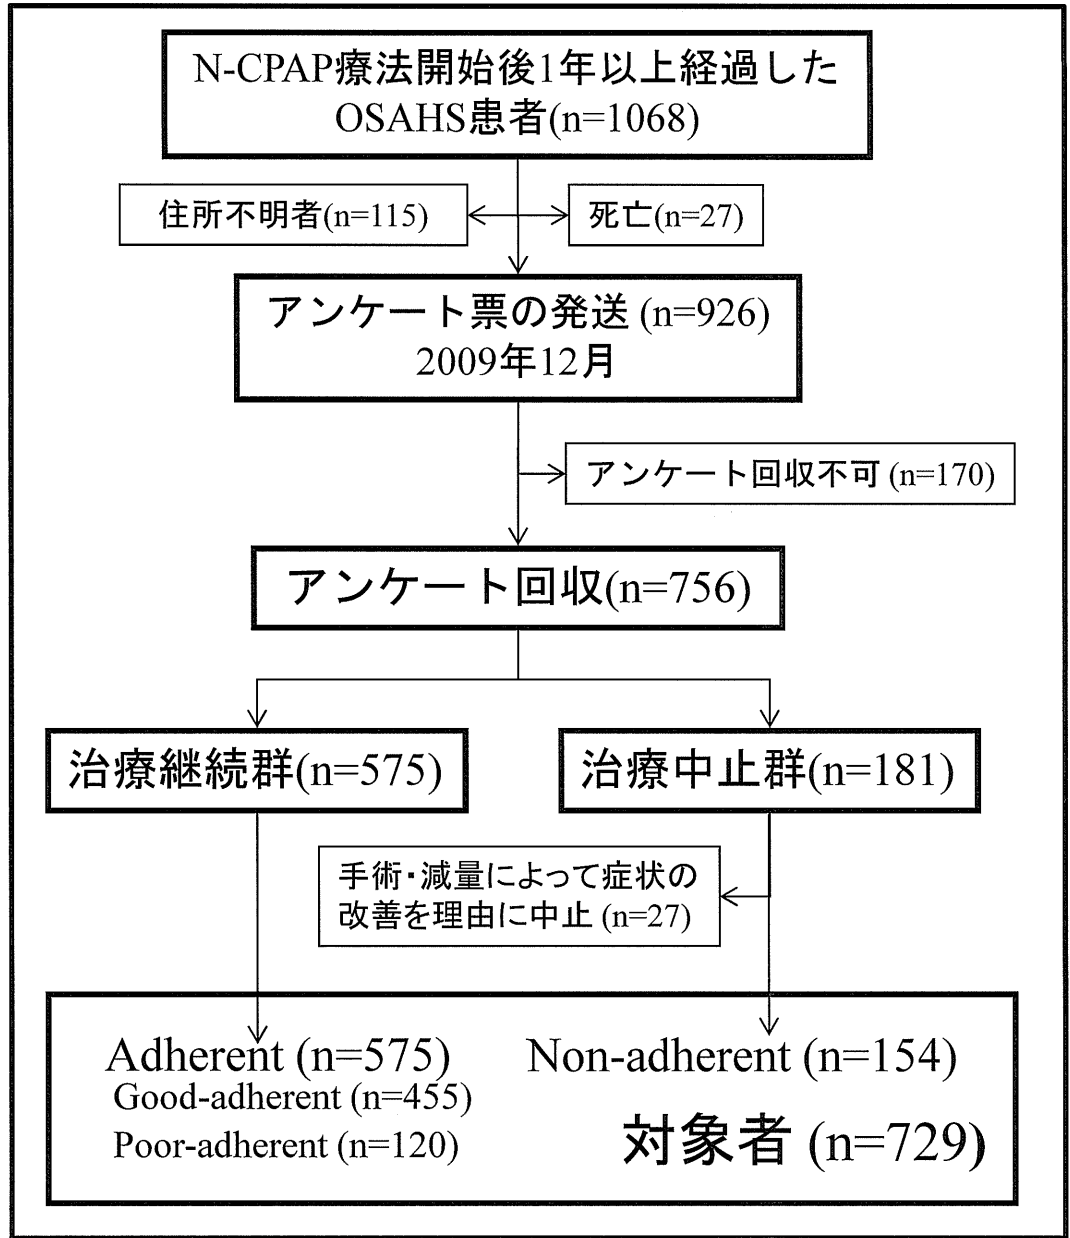 N-CPAP療法開始後1年以上経過した
OSAHS患者(n=1068)
住所不明者(n=115)
死亡(n=27)
アンケート票の発送 (n=926)
2009年12月
アンケート回収不可 (n=170)
アンケート回収(n=756)
治療継続群(n=575)
治療中止群(n=181)
手術・減量によって症状の
改善を理由に中止 (n=27)
Adherent (n=575)
Good-adherent (n=455)
Poor-adherent (n=120)
Non-adherent (n=154)
対象者 (n=729)